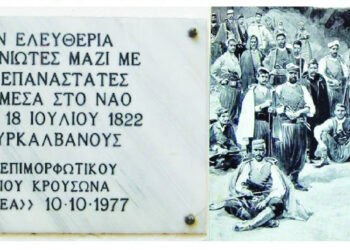 Ν ΕΛΕΥΘΕΡΙΑ
ΝΙΩΤΕΣ ΜΑΖΙ ΜΕ
ΕΠΑΝΑΣΤΑΤΕΣ
ΜΕΣΑ ΣΤΟ ΝΑΟ
18 ΙΟΥΛΙΟΥ 1822
ΥΡΚΑΛΒΑΝΟΥΣ
ΕΠΙΜΟΡΦΩΤΙΚΟΥ
ΙΟΥ ΚΡΟΥΣΩΝΑ
ΕΑ>> 10-10-1977